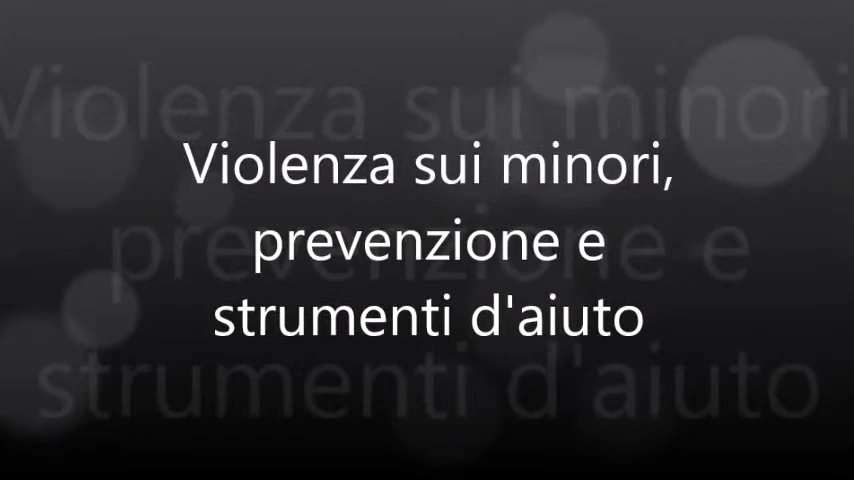 Violenza sui minori,
prevenzione e
strumenti d'aiuto